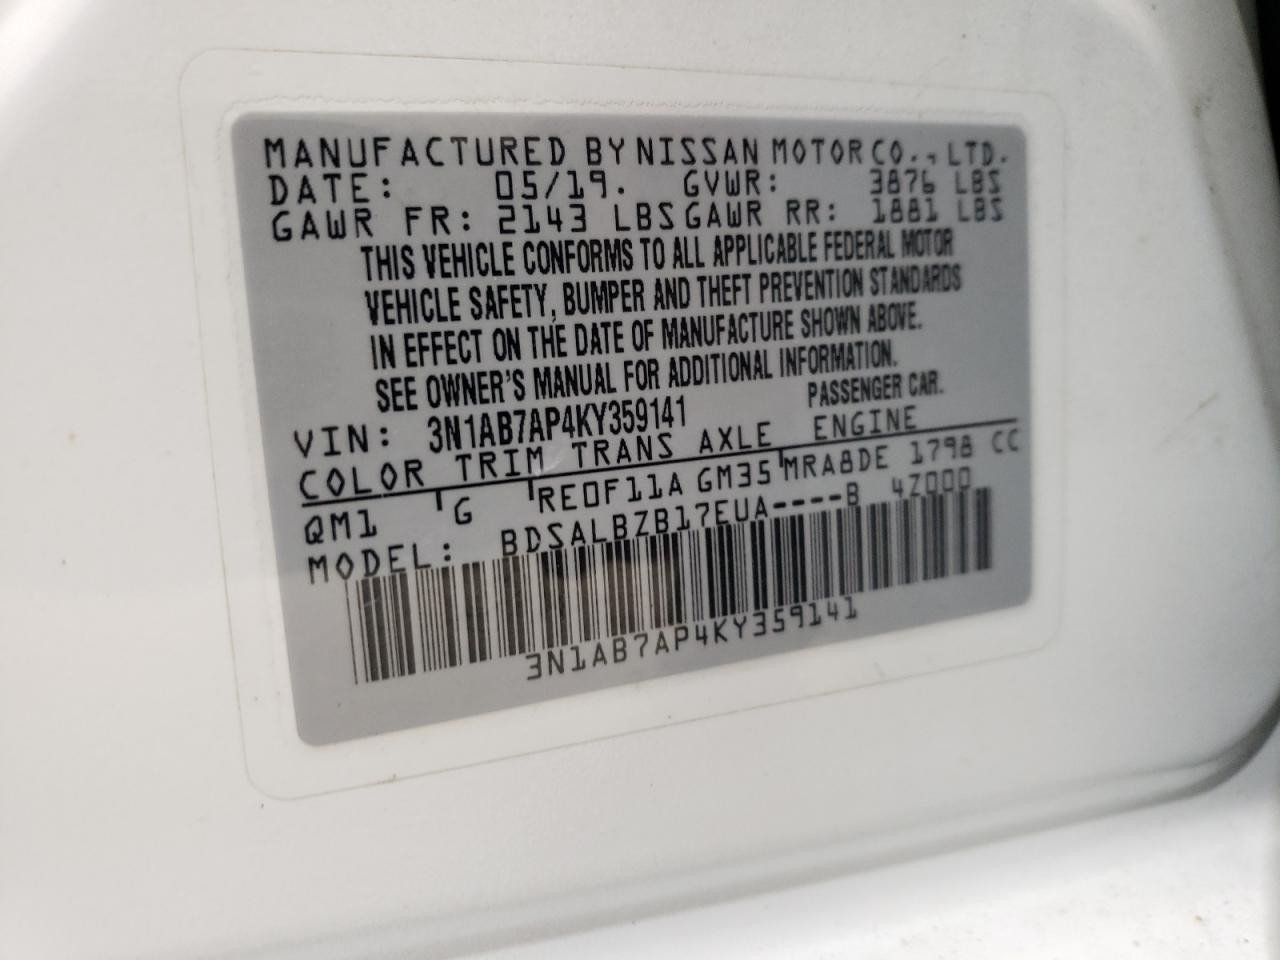 MANUFACTURED BY NISSAN MOTOR CO., LTD.
DATE: 05/19. GVWR: 3876 LBS
GAWR FR: 2143 LBS GAWR RR: 1881 LBS
THIS VEHICLE CONFORMS TO ALL APPLICABLE FEDERAL MOTOR
VEHICLE SAFETY, BUMPER AND THEFT PREVENTION STANDARDS
IN EFFECT ON THE DATE OF MANUFACTURE SHOWN ABOVE.
SEE OWNER'S MANUAL FOR ADDITIONAL INFORMATION.
VIN: 3N1AB7AP4KY359141 PASSENGER CAR.
COLOR TRIM TRANS AXLE ENGINE
QM1 G RE0F11A GM35 MRA8DE 1798 CC
MODEL: BDSALBZB17EUA----B 4Z000
3N1AB7AP4KY359141